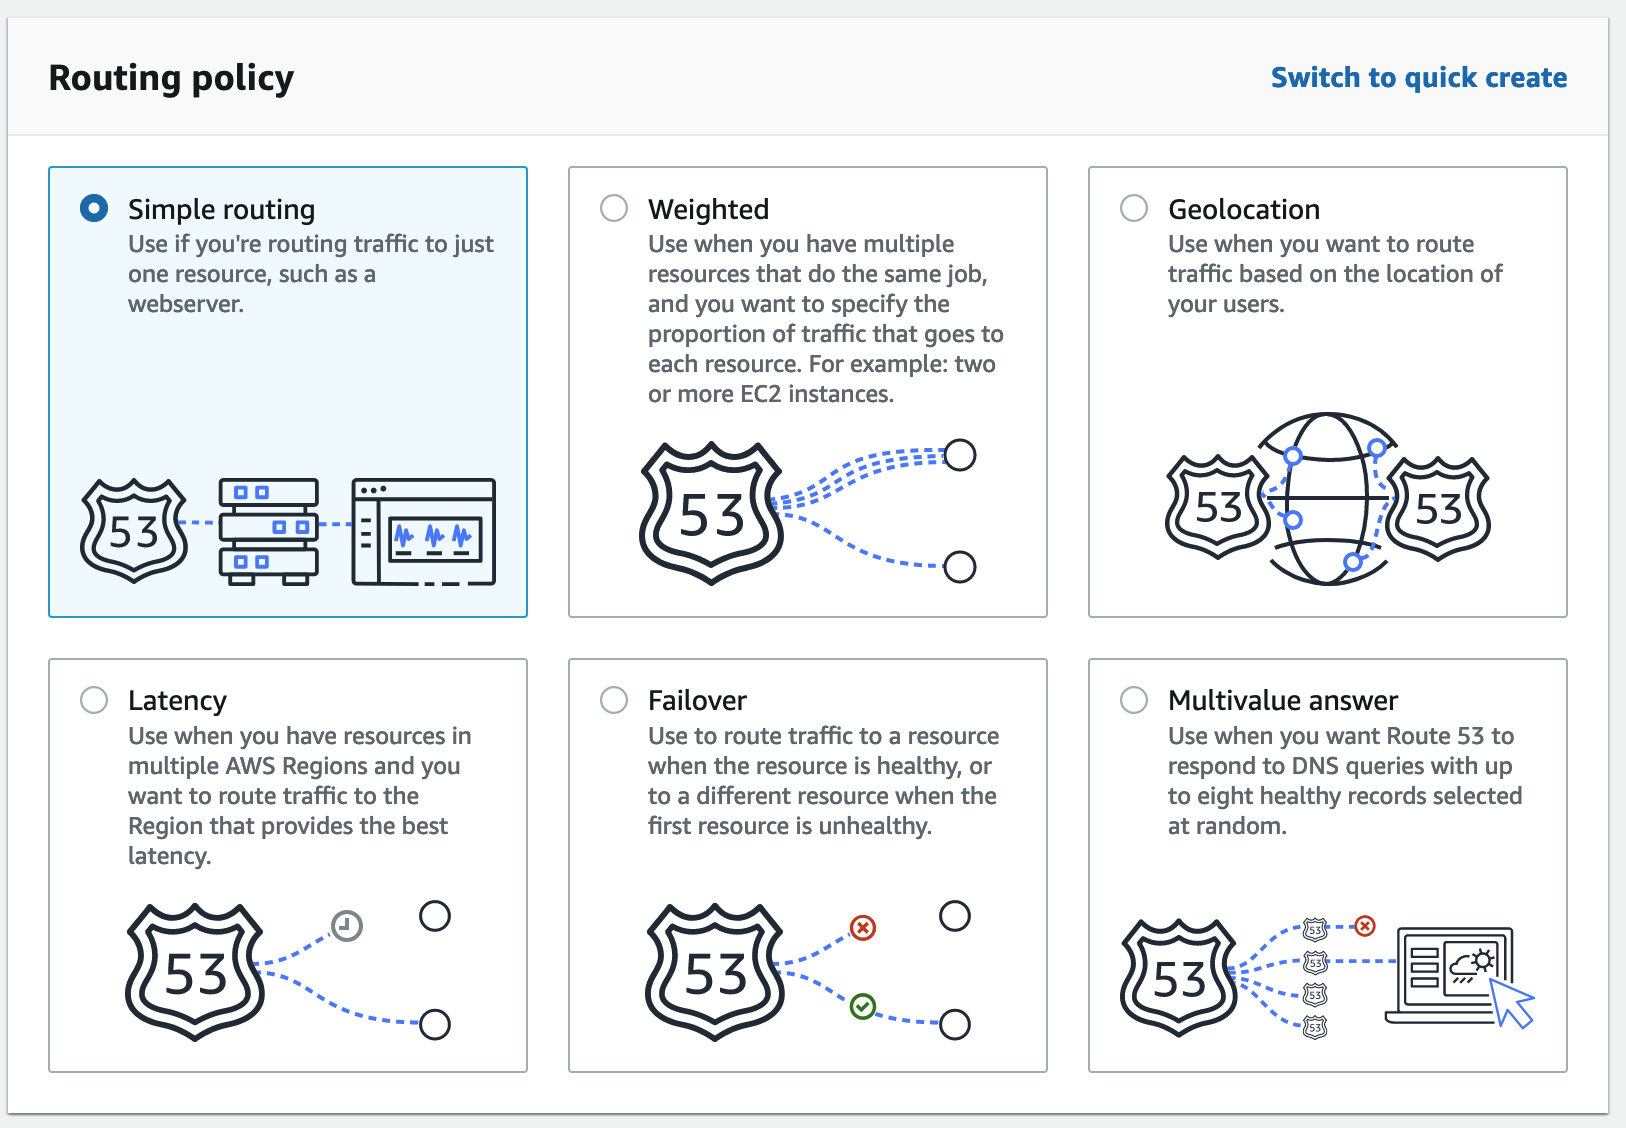 Routing policy
Switch to quick create
Simple routing
Use if you're routing traffic to just
one resource, such as a
webserver.
53
Weighted
Use when you have multiple
resources that do the same job,
and you want to specify the
proportion of traffic that goes to
each resource. For example: two
or more EC2 instances.
53
Geolocation
Use when you want to route
traffic based on the location of
your users.
53
53
Latency
Use when you have resources in
multiple AWS Regions and you
want to route traffic to the
Region that provides the best
latency.
53
Failover
Use to route traffic to a resource
when the resource is healthy, or
to a different resource when the
first resource is unhealthy.
53
Multivalue answer
Use when you want Route 53 to
respond to DNS queries with up
to eight healthy records selected
at random.
53
53
53
53
53